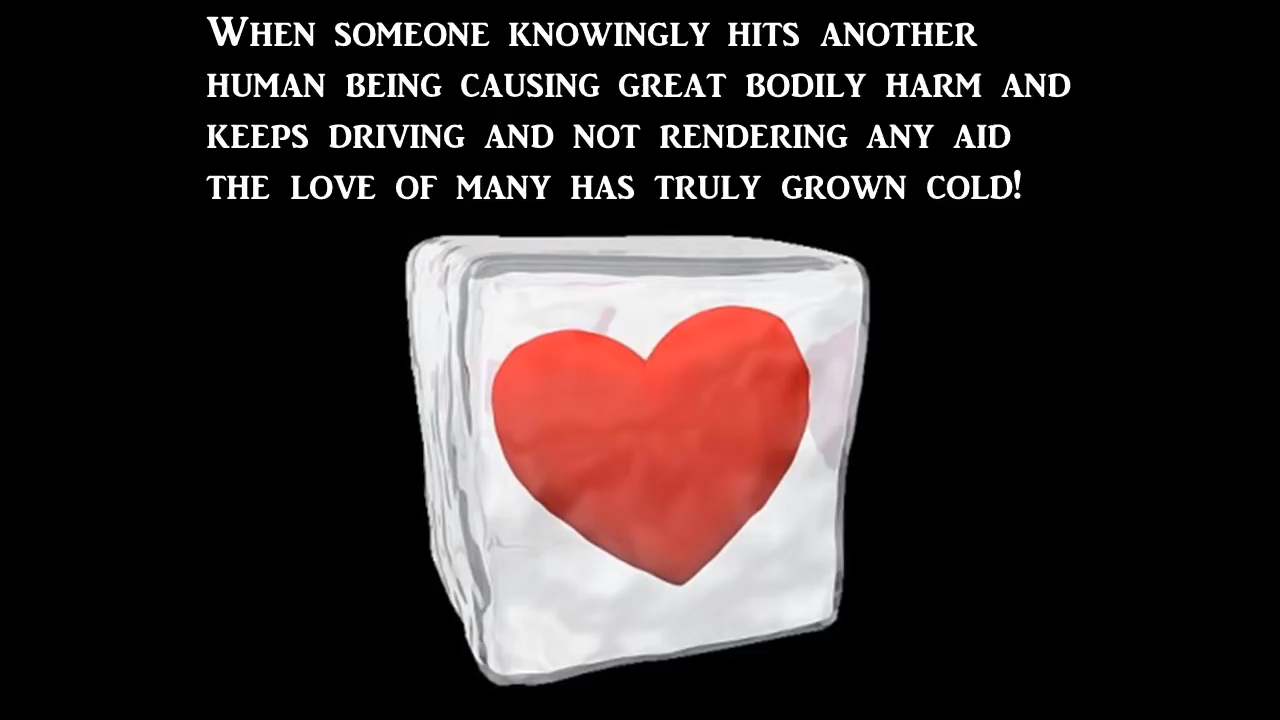 When someone knowingly hits another
human being causing great bodily harm and
keeps driving and not rendering any aid
the love of many has truly grown cold!